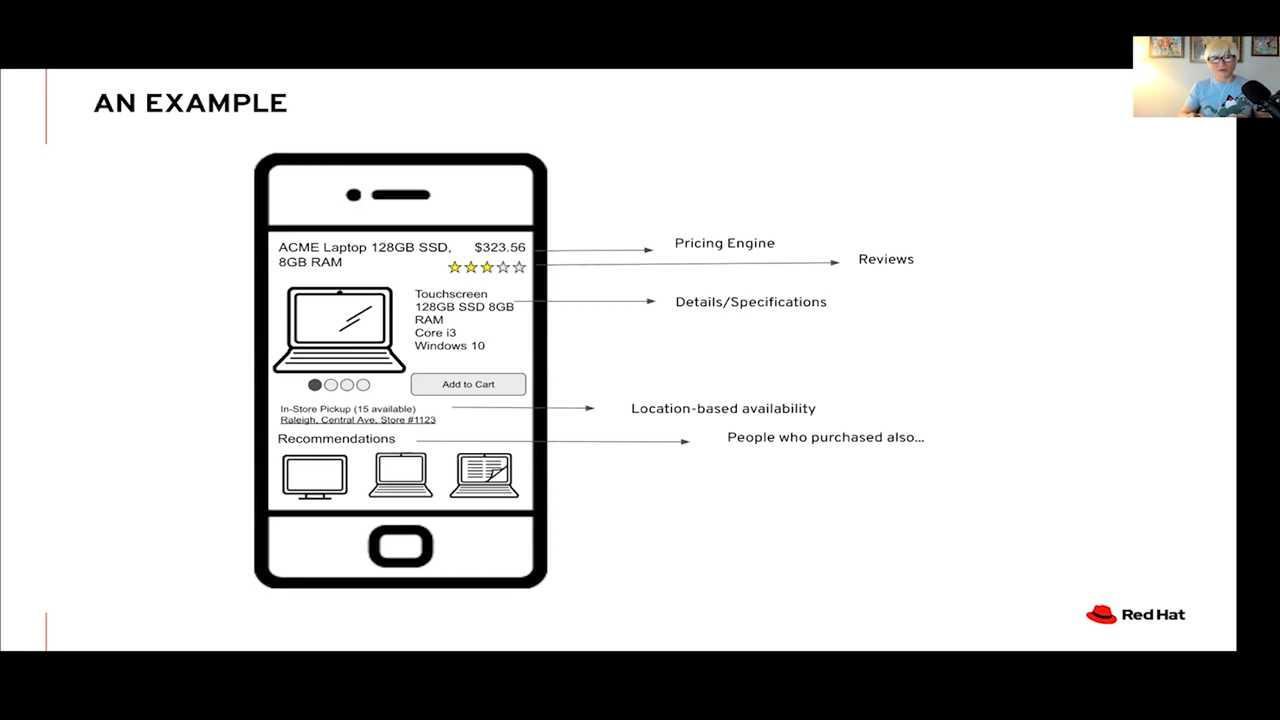 AN EXAMPLE
ACME Laptop 128GB SSD, $323.56
8GB RAM
Touchscreen
128GB SSD 8GB
RAM
Core i3
Windows 10
Add to Cart
In-Store Pickup (15 available)
Raleigh, Central Ave, Store #1123
Recommendations
Pricing Engine
Reviews
Details/Specifications
Location-based availability
People who purchased also...
Red Hat